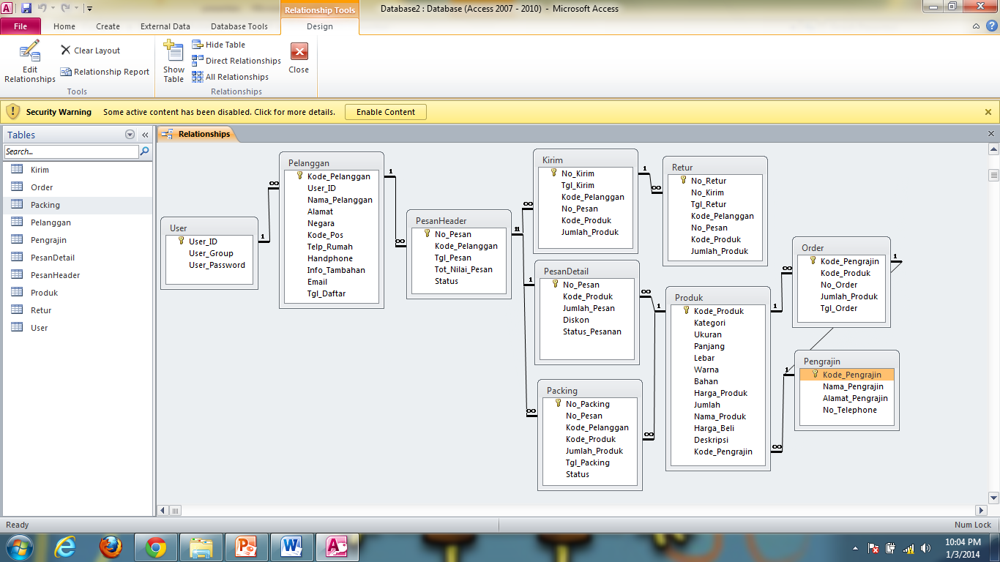 Relationship Tools
Database2 : Database (Access 2007 - 2010) - Microsoft Access
File Home Create External Data Database Tools Design
Edit Relationships
Clear Layout
Relationship Report
Tools
Show Table
Hide Table
Direct Relationships
All Relationships
Close
Relationships
Security Warning Some active content has been disabled. Click for more details. Enable Content
Tables
Search...
Kirim
Order
Packing
Pelanggan
Pengrajin
PesanDetail
PesanHeader
Produk
Retur
User
Relationships
User
User_ID
User_Group
User_Password
1
∞
Pelanggan
Kode_Pelanggan
User_ID
Nama_Pelanggan
Alamat
Negara
Kode_Pos
Telp_Rumah
Handphone
Info_Tambahan
Email
Tgl_Daftar
1
∞
PesanHeader
No_Pesan
Kode_Pelanggan
Tgl_Pesan
Tot_Nilai_Pesan
Status
11
∞
1
∞
Kirim
No_Kirim
Tgl_Kirim
Kode_Pelanggan
No_Pesan
Kode_Produk
Jumlah_Produk
1
∞
Retur
No_Retur
No_Kirim
Tgl_Retur
Kode_Pelanggan
No_Pesan
Kode_Produk
Jumlah_Produk
PesanDetail
No_Pesan
Kode_Produk
Jumlah_Pesan
Diskon
Status_Pesanan
∞
1
Packing
No_Packing
No_Pesan
Kode_Pelanggan
Kode_Produk
Jumlah_Produk
Tgl_Packing
Status
∞
Produk
Kode_Produk
Kategori
Ukuran
Panjang
Lebar
Warna
Bahan
Harga_Produk
Jumlah
Nama_Produk
Harga_Beli
Deskripsi
Kode_Pengrajin
1
∞
∞
1
Order
Kode_Pengrajin
Kode_Produk
No_Order
Jumlah_Produk
Tgl_Order
1
Pengrajin
Kode_Pengrajin
Nama_Pengrajin
Alamat_Pengrajin
No_Telephone
Ready
Num Lock
10:04 PM
1/3/2014